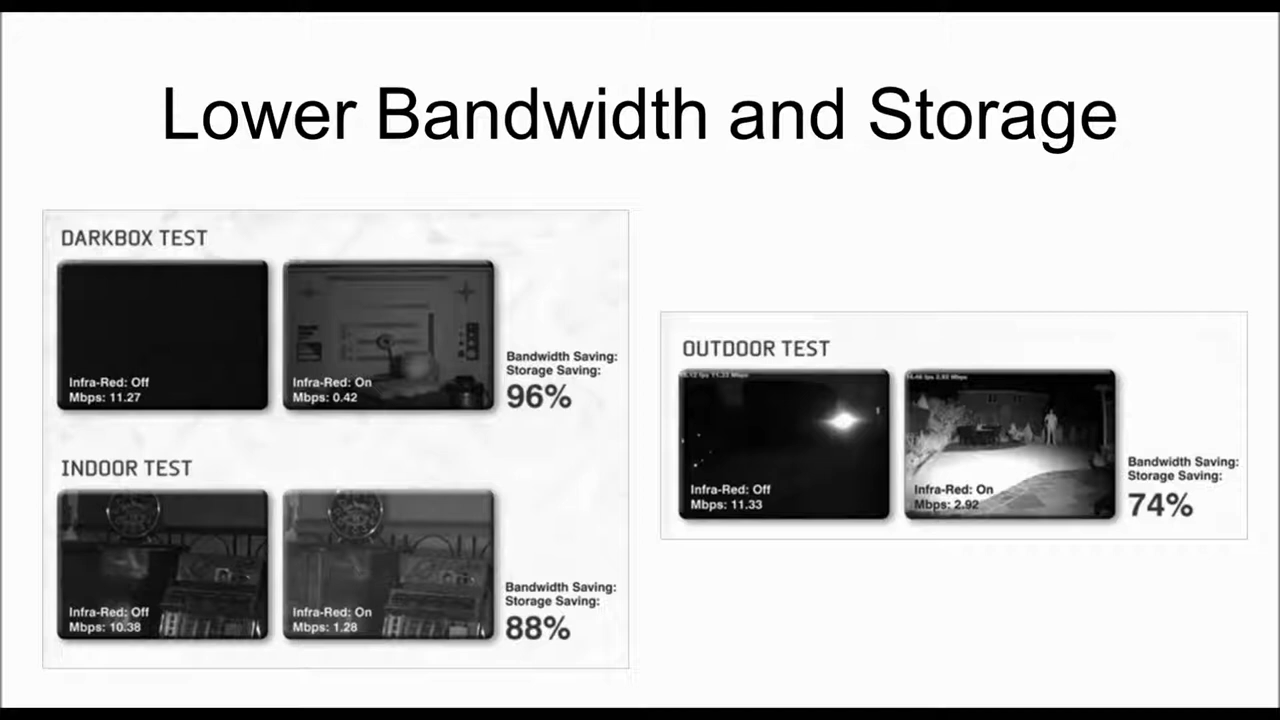 Lower Bandwidth and Storage
DARKBOX TEST
Infra-Red: Off
Mbps: 11.27
Infra-Red: On
Mbps: 0.42
Bandwidth Saving:
Storage Saving:
96%
INDOOR TEST
Infra-Red: Off
Mbps: 10.38
Infra-Red: On
Mbps: 1.28
Bandwidth Saving:
Storage Saving:
88%
OUTDOOR TEST
Infra-Red: Off
Mbps: 11.33
Infra-Red: On
Mbps: 2.92
Bandwidth Saving:
Storage Saving:
74%